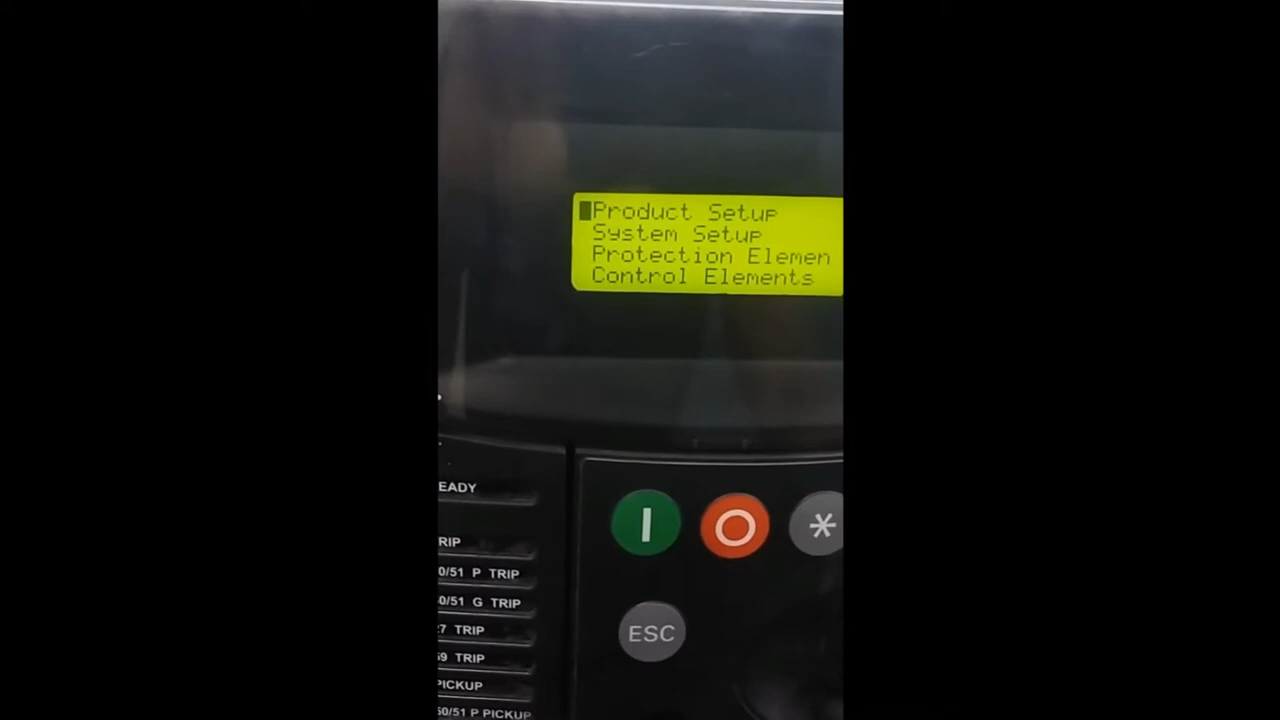 Product Setup
System Setup
Protection Elemen
Control Elements
EADY
RIP
0/51 P TRIP
0/51 G TRIP
7 TRIP
9 TRIP
PICKUP
50/51 P PICKUP
ESC